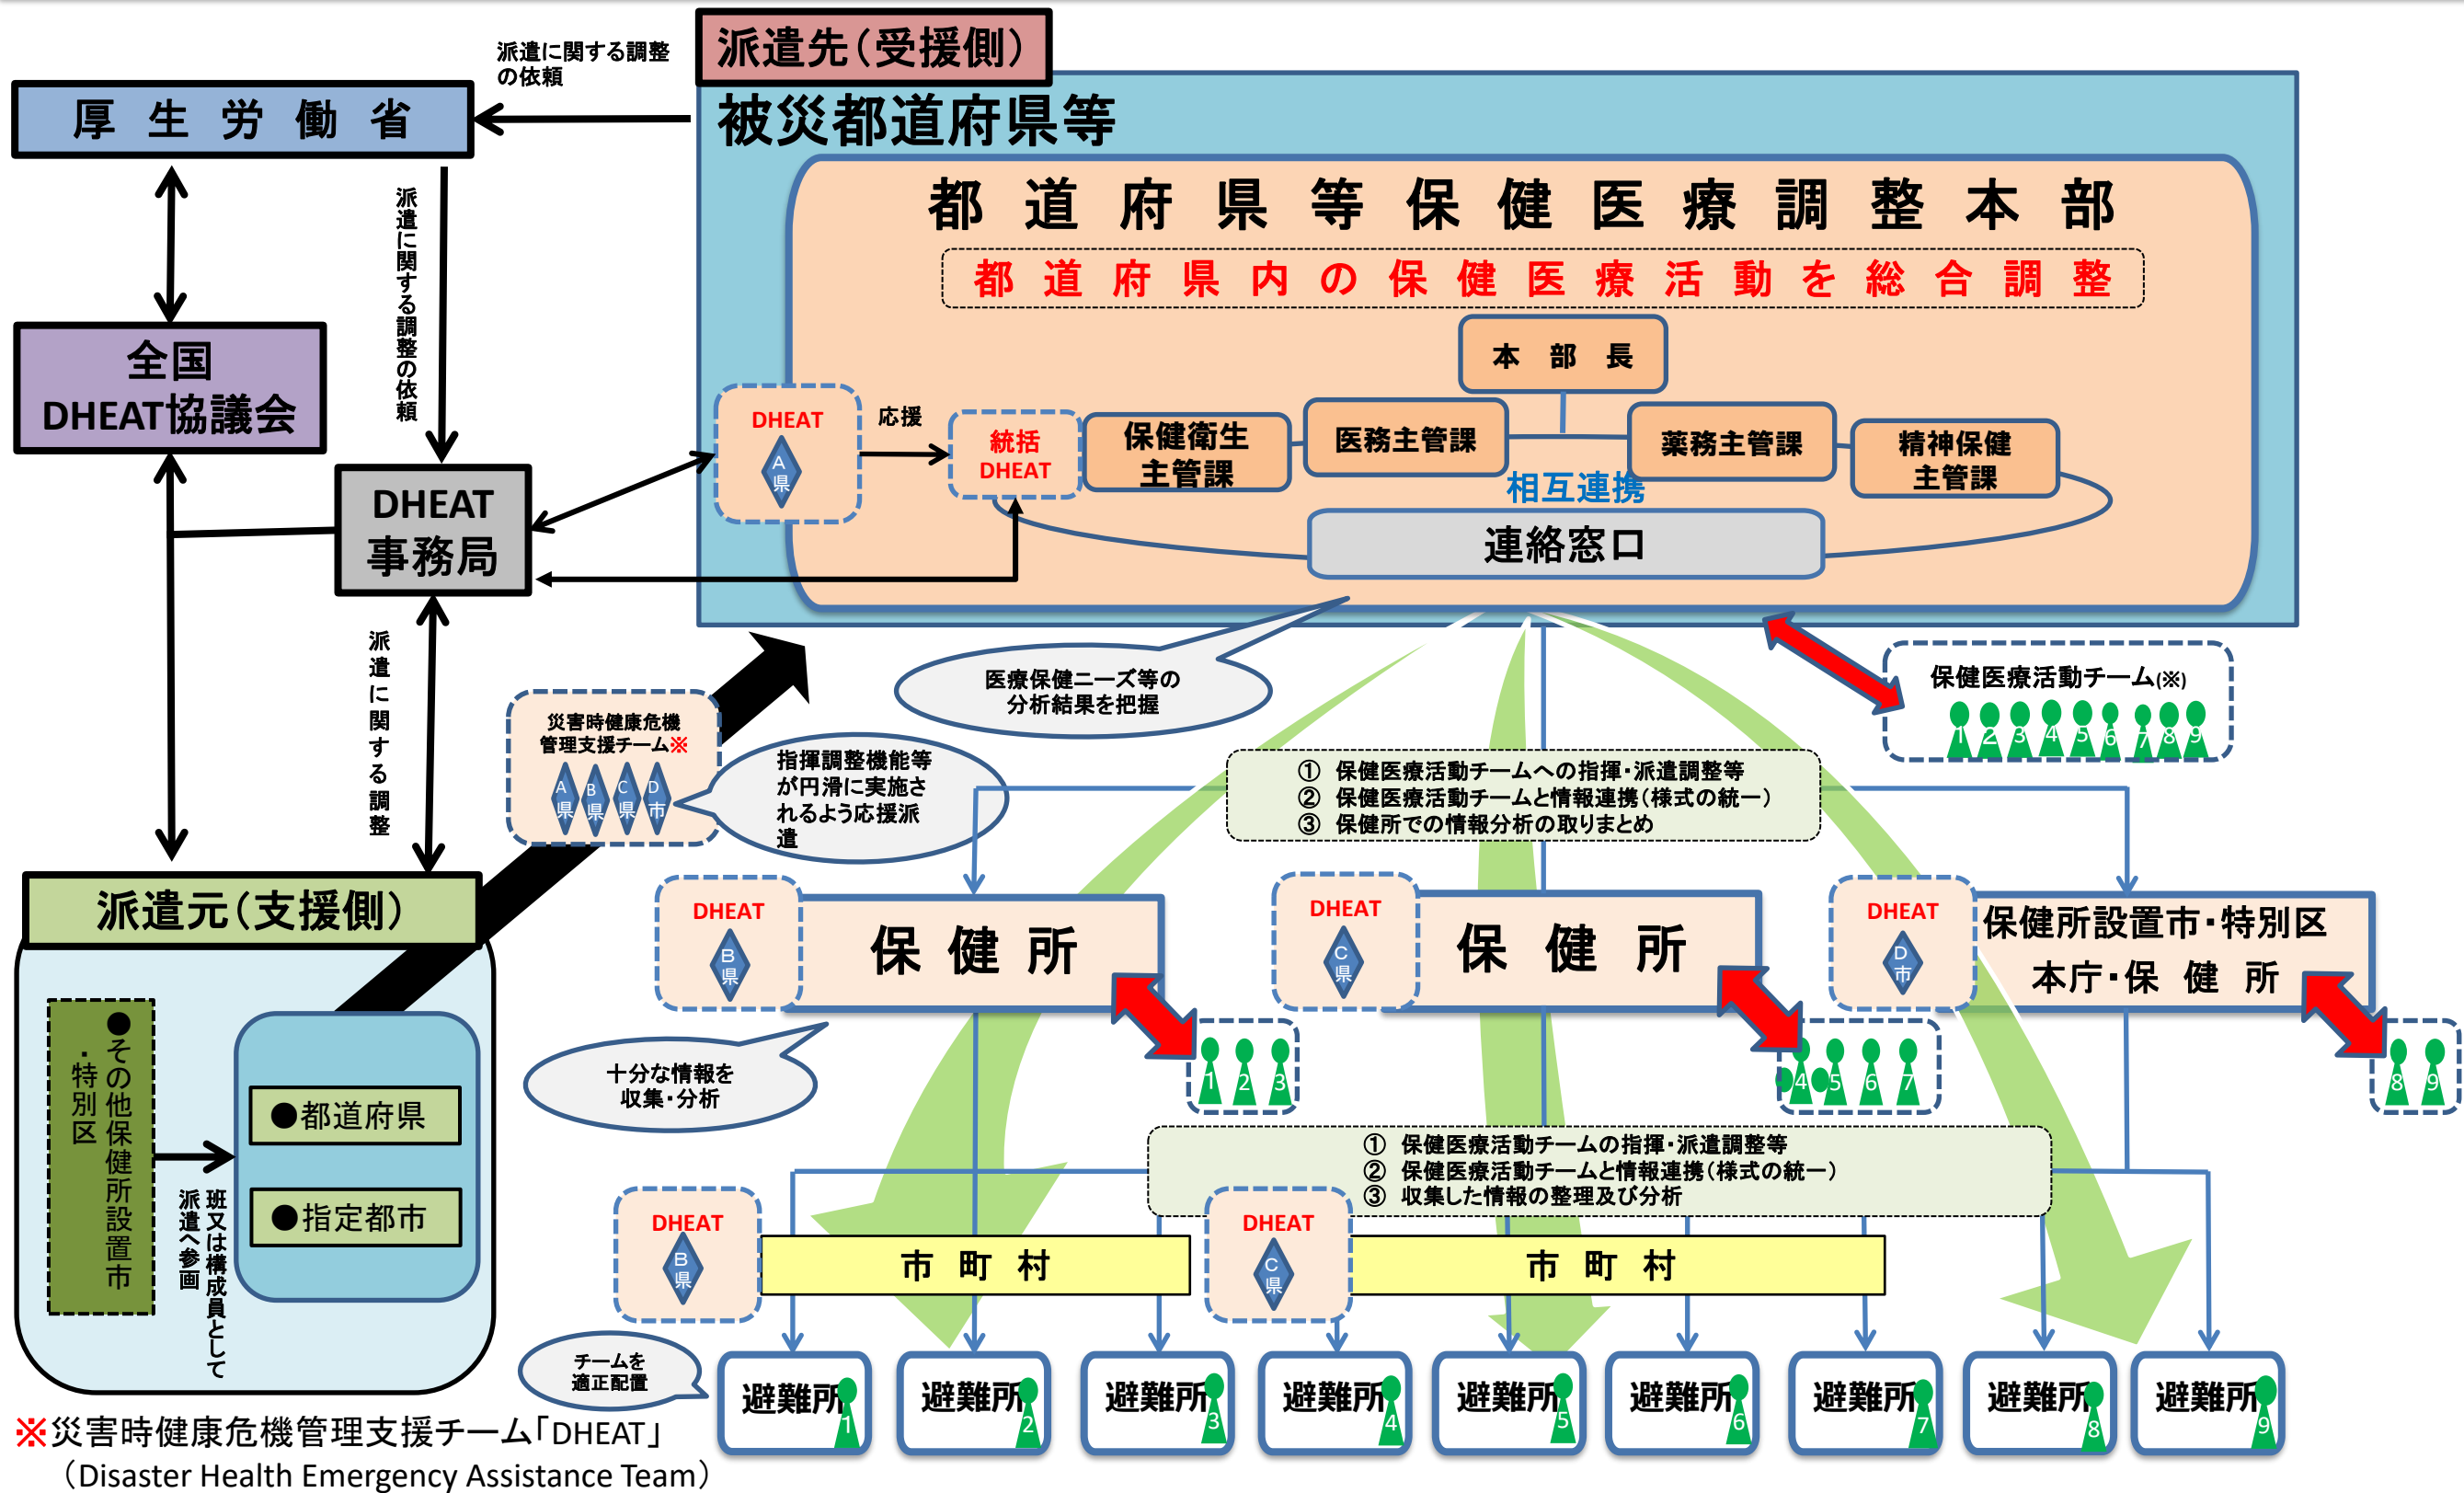 派遣先（受援側）
派遣に関する調整
の依頼
厚生労働省
被災都道府県等
都道府県等保健医療調整本部
都道府県内の保健医療活動を総合調整
派遣に関する調整の依頼
本部長
全国
DHEAT協議会
DHEAT
A
県
応援
統括
DHEAT
保健衛生
主管課
医務主管課
薬務主管課
精神保健
主管課
相互連携
連絡窓口
DHEAT
事務局
派遣に関する調整
医療保健ニーズ等の
分析結果を把握
保健医療活動チーム(※)
1 2 3 4 5 6 7 8 9
災害時健康危機
管理支援チーム※
A
県
B
県
C
県
D
市
指揮調整機能等
が円滑に実施さ
れるよう応援派
遣
① 保健医療活動チームへの指揮・派遣調整等
② 保健医療活動チームと情報連携（様式の統一）
③ 保健所での情報分析の取りまとめ
派遣元（支援側）
DHEAT
B
県
保健所
DHEAT
C
県
保健所
DHEAT
D
市
保健所設置市・特別区
本庁・保健所
1 2 3
4 5 6 7
8 9
●その他保健所設置市
・特別区
●都道府県
●指定都市
班又は構成員として
派遣へ参画
十分な情報を
収集・分析
① 保健医療活動チームの指揮・派遣調整等
② 保健医療活動チームと情報連携（様式の統一）
③ 収集した情報の整理及び分析
DHEAT
B
県
市町村
DHEAT
C
県
市町村
チームを
適正配置
避難所 1
避難所 2
避難所 3
避難所 4
避難所 5
避難所 6
避難所 7
避難所 8
避難所 9
※災害時健康危機管理支援チーム「DHEAT」
（Disaster Health Emergency Assistance Team）